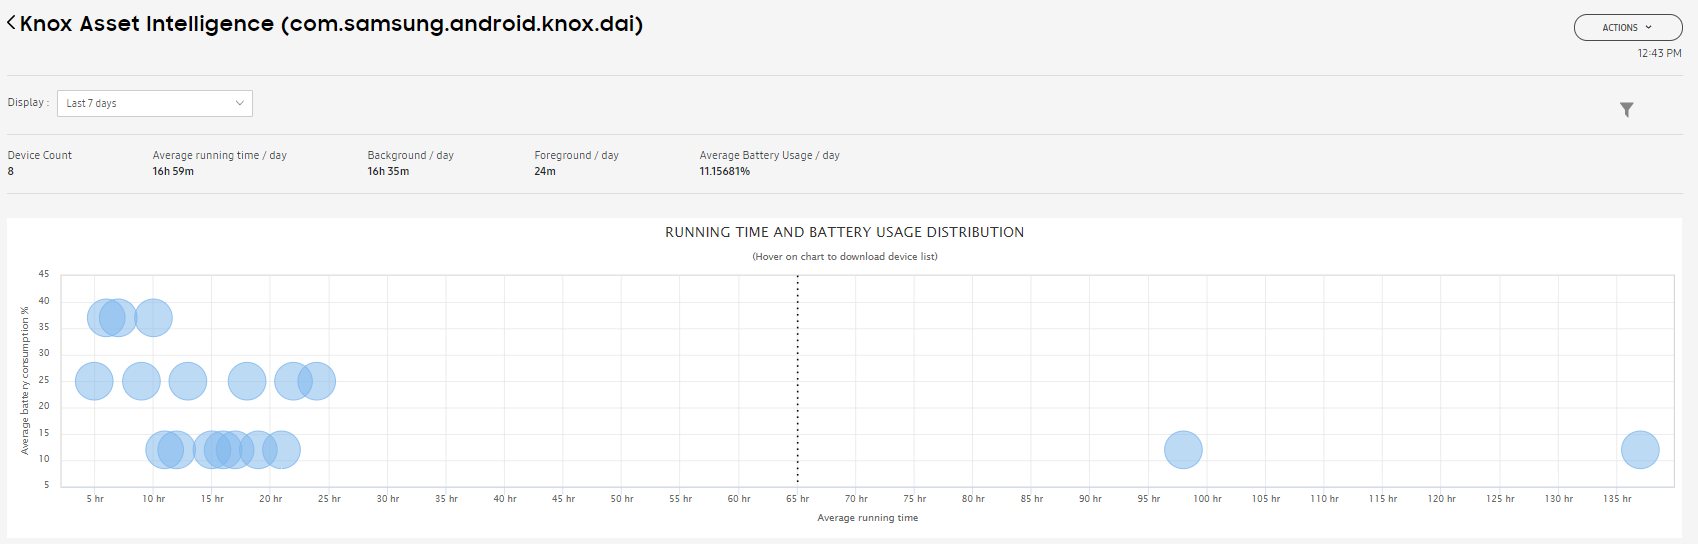 Knox Asset Intelligence (com.samsung.android.knox.dai)
ACTIONS
12:43 PM
Display :
Last 7 days
Device Count
8
Average running time / day
16h 59m
Background / day
16h 35m
Foreground / day
24m
Average Battery Usage / day
11.15681%
RUNNING TIME AND BATTERY USAGE DISTRIBUTION
(Hover on chart to download device list)
Average battery consumption %
45
40
35
30
25
20
15
10
5
5 hr 10 hr 15 hr 20 hr 25 hr 30 hr 35 hr 40 hr 45 hr 50 hr 55 hr 60 hr 65 hr 70 hr 75 hr 80 hr 85 hr 90 hr 95 hr 100 hr 105 hr 110 hr 115 hr 120 hr 125 hr 130 hr 135 hr
Average running time